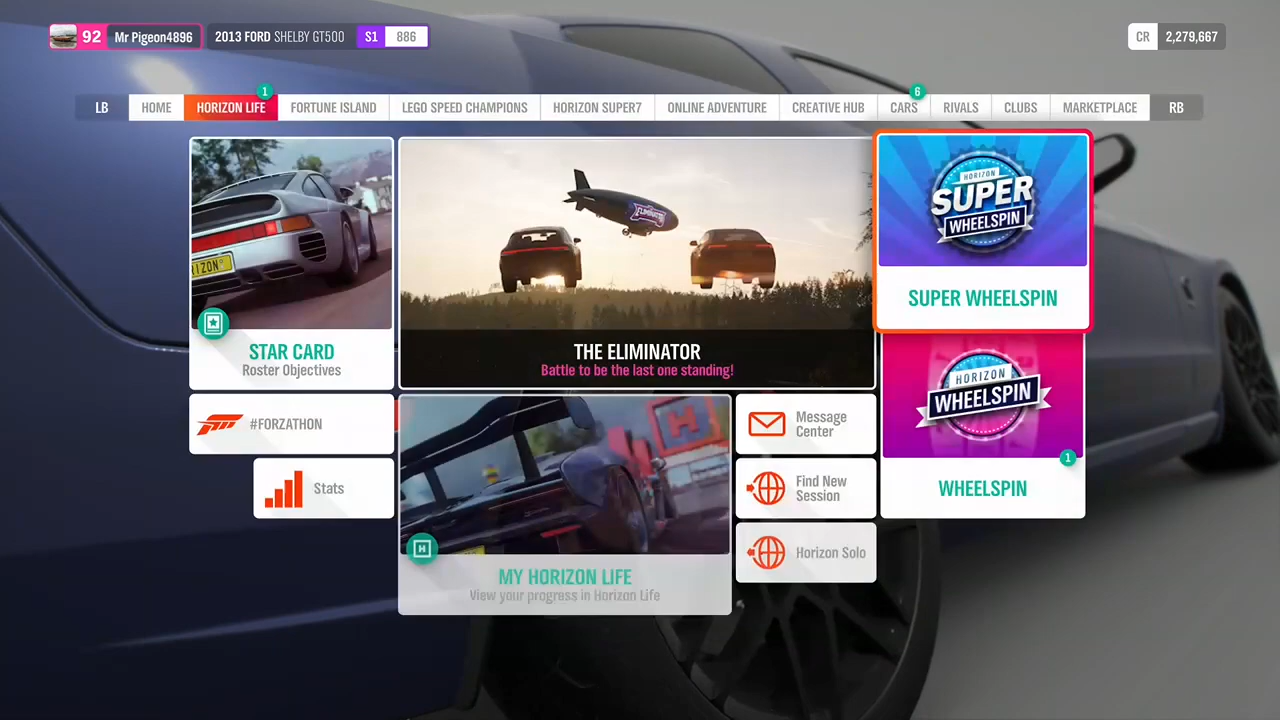 92 Mr Pigeon4896 2013 FORD SHELBY GT500 S1 886 CR 2,279,667
1 6
LB HOME HORIZON LIFE FORTUNE ISLAND LEGO SPEED CHAMPIONS HORIZON SUPER7 ONLINE ADVENTURE CREATIVE HUB CARS RIVALS CLUBS MARKETPLACE RB
IZON
STAR CARD
Roster Objectives
ELIMINATOR
THE ELIMINATOR
Battle to be the last one standing!
HORIZON
SUPER
WHEELSPIN
SUPER WHEELSPIN
#FORZATHON
Stats
H
H
MY HORIZON LIFE
View your progress in Horizon Life
Message
Center
Find New
Session
Horizon Solo
HORIZON
WHEELSPIN
1
WHEELSPIN